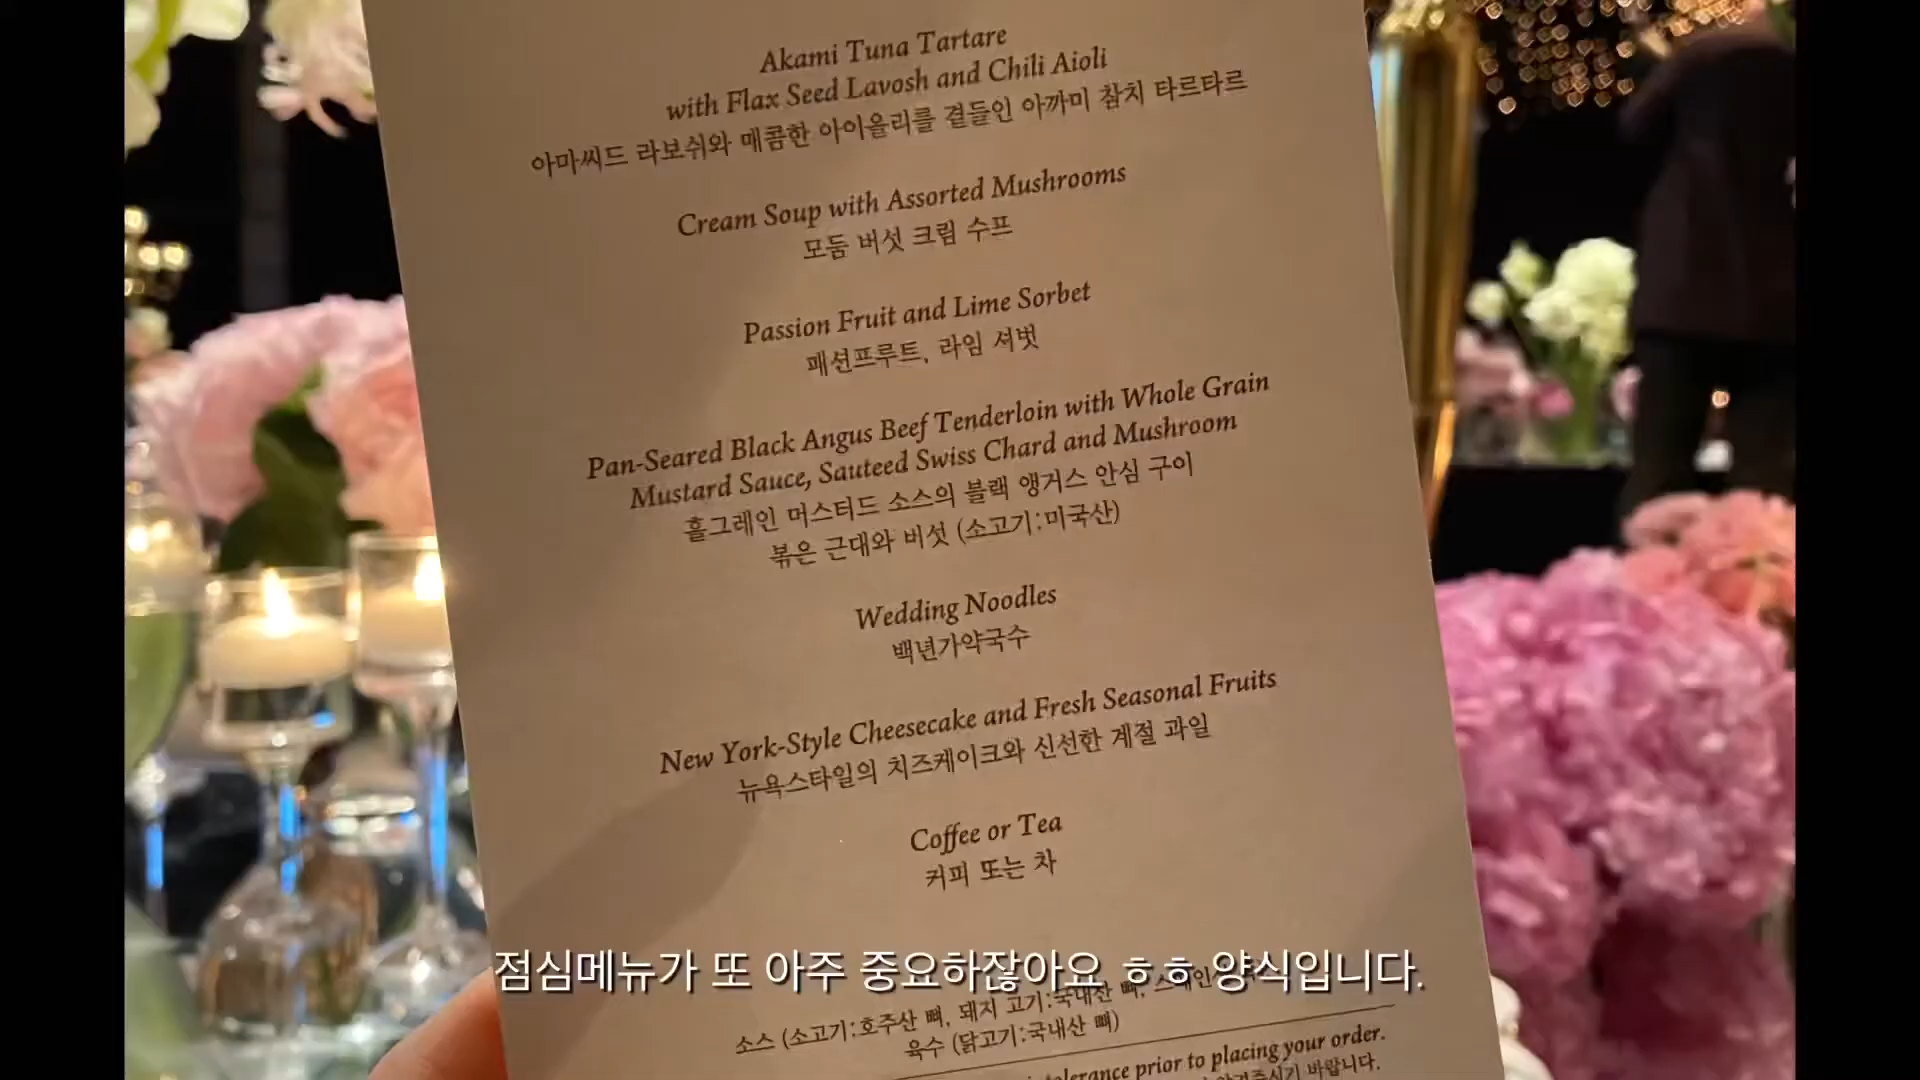 Akami Tuna Tartare
with Flax Seed Lavosh and Chili Aioli
아마씨드 라보쉬와 매콤한 아이율리를 곁들인 아까미 참치 타르타르
Cream Soup with Assorted Mushrooms
모둠 버섯 크림 수프
Passion Fruit and Lime Sorbet
패션프루트, 라임 셔벗
Pan-Seared Black Angus Beef Tenderloin with Whole Grain
Mustard Sauce, Sauteed Swiss Chard and Mushroom
홀그레인 머스터드 소스의 블랙 앵거스 안심 구이
볶은 근대와 버섯 (소고기:미국산)
Wedding Noodles
백년가약국수
New York-Style Cheesecake and Fresh Seasonal Fruits
뉴욕스타일의 치즈케이크와 신선한 계절 과일
Coffee or Tea
커피 또는 차
점심메뉴가 또 아주 중요하잖아요 ㅎㅎ 양식입니다.
소스 (소고기:호주산 뼈, 돼지 고기:국내산 뼈,
육수 (닭고기:국내산 뼈)
prior to placing your order.
바랍니다.